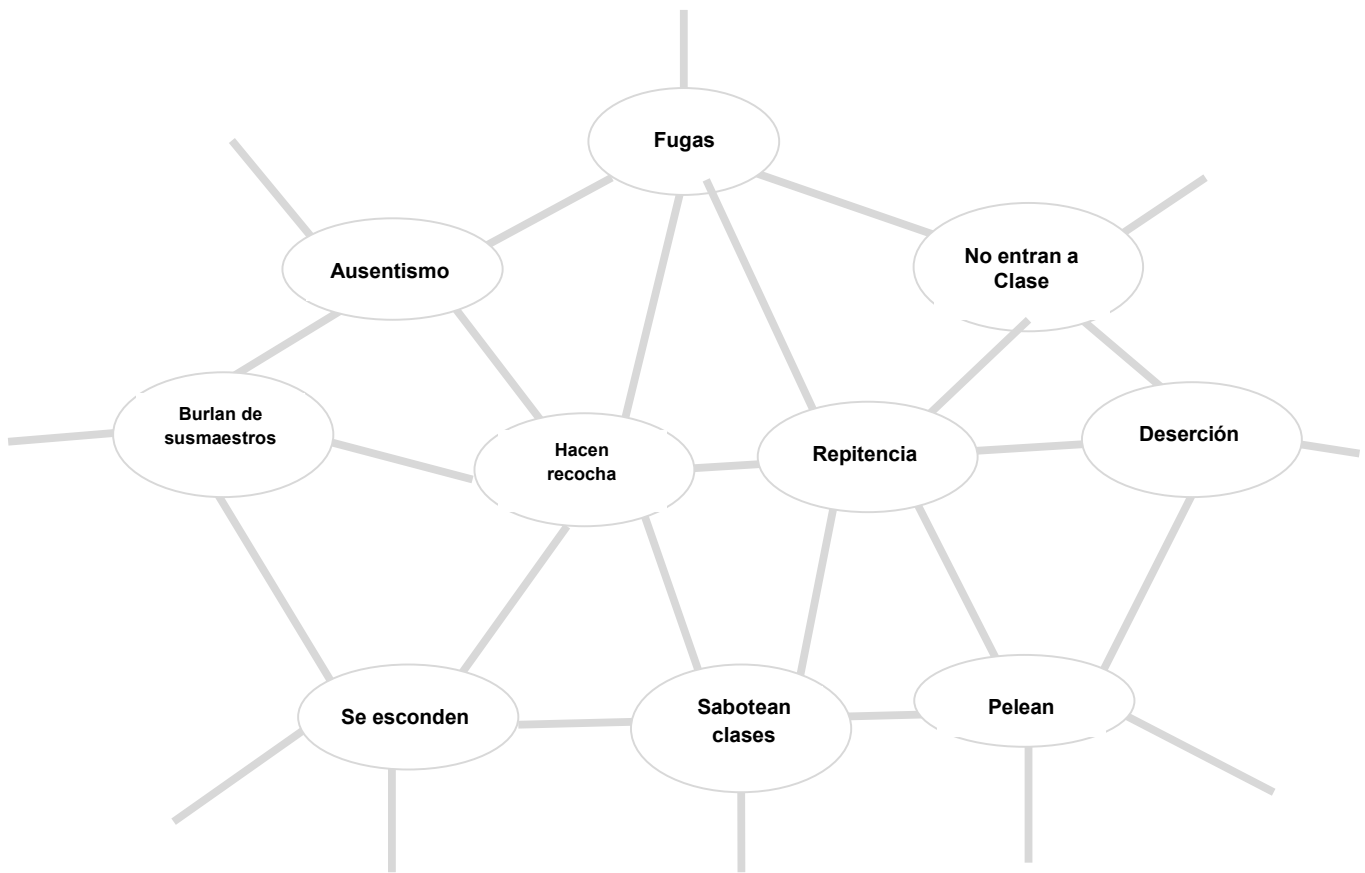 Fugas
No entran a
Clase
Ausentismo
Burlan de
susmaestros
Hacen
recocha
Repitencia
Deserción
Se esconden
Sabotean
clases
Pelean